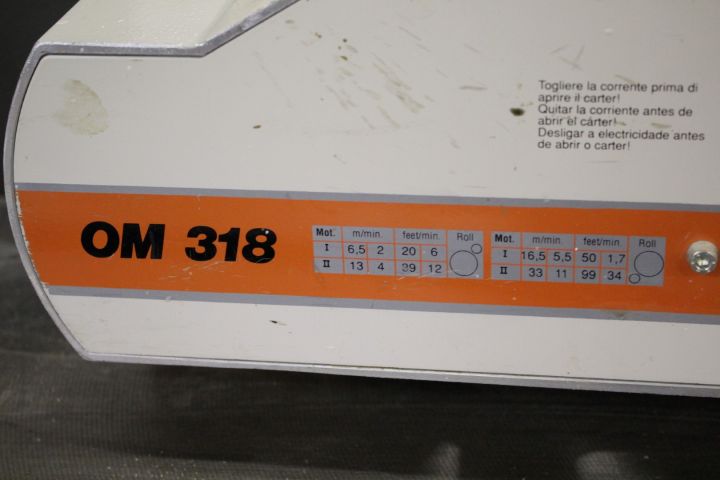 Togliere la corrente prima di
aprire il carter!
Quitar la corriente antes de
abrir el cárter!
Desligar a electricidade antes
de abrir o carter!
OM 318
Mot. m/min. feet/min. Roll
I 6,5 2 20 6
II 13 4 39 12
Mot. m/min. feet/min. Roll
I 16,5 5,5 50 1,7
II 33 11 99 34